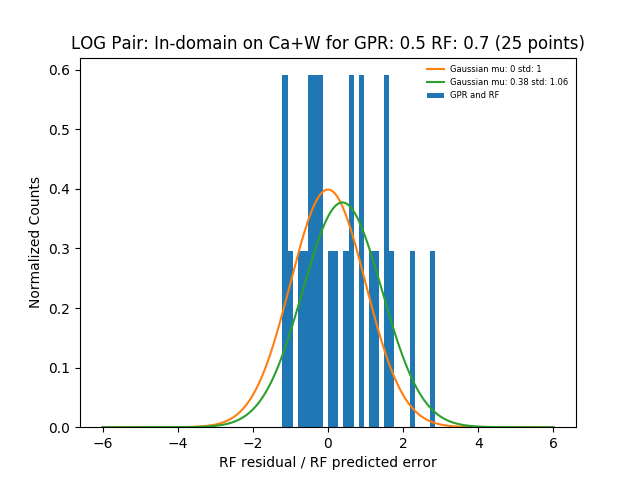 LOG Pair: In-domain on Ca+W for GPR: 0.5 RF: 0.7 (25 points)
Gaussian mu: 0 std: 1
Gaussian mu: 0.38 std: 1.06
GPR and RF
Normalized Counts
0.6
0.5
0.4
0.3
0.2
0.1
0.0
−6 −4 −2 0 2 4 6
RF residual / RF predicted error